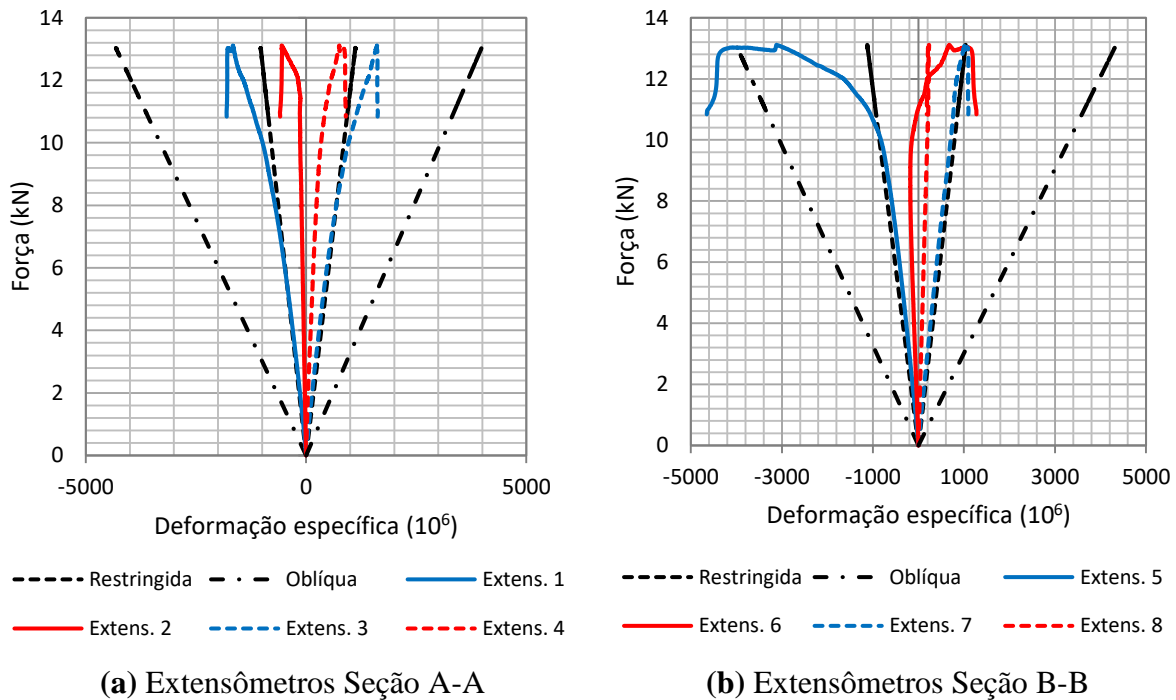 14
12
10
8
6
4
2
0
Força (kN)
-5000 0 5000
Deformação específica (10⁶)
Restringida Oblíqua Extens. 1
Extens. 2 Extens. 3 Extens. 4
(a) Extensômetros Seção A-A
14
12
10
8
6
4
2
0
Força (kN)
-5000 -3000 -1000 1000 3000 5000
Deformação específica (10⁶)
Restringida Oblíqua Extens. 5
Extens. 6 Extens. 7 Extens. 8
(b) Extensômetros Seção B-B